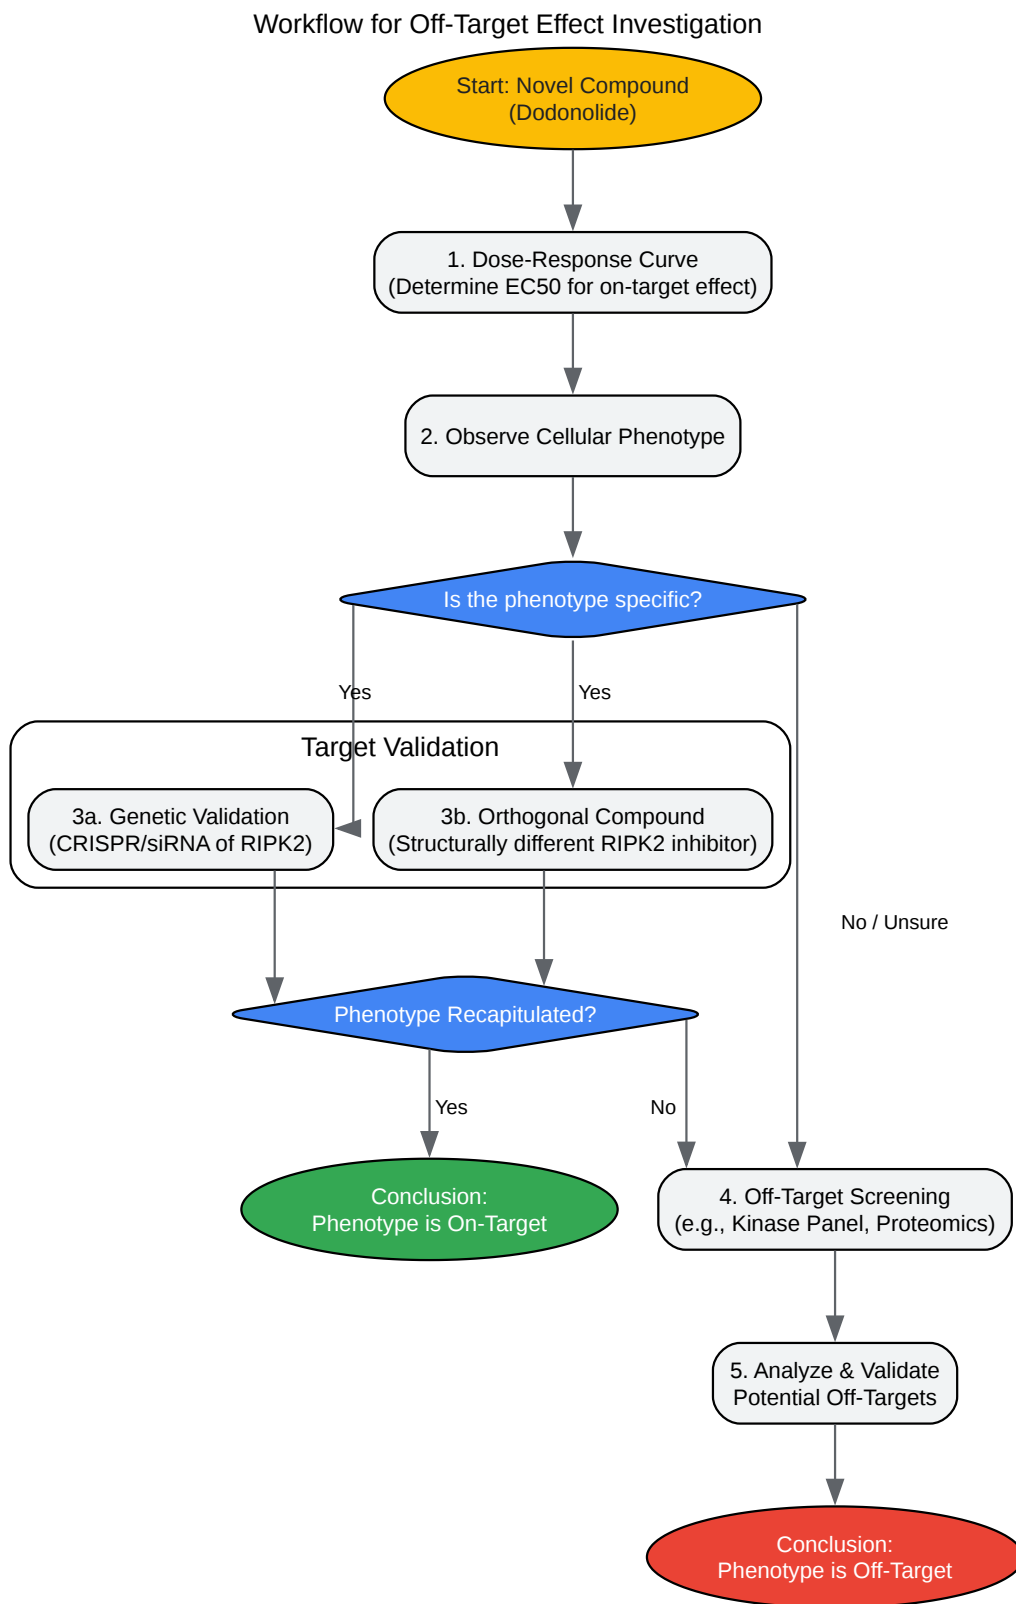 Workflow for Off-Target Effect Investigation
Start: Novel Compound
(Dodonolide)
1. Dose-Response Curve
(Determine EC50 for on-target effect)
2. Observe Cellular Phenotype
Is the phenotype specific?
Yes
Yes
Target Validation
3a. Genetic Validation
(CRISPR/siRNA of RIPK2)
3b. Orthogonal Compound
(Structurally different RIPK2 inhibitor)
No / Unsure
Phenotype Recapitulated?
Yes
No
Conclusion:
Phenotype is On-Target
4. Off-Target Screening
(e.g., Kinase Panel, Proteomics)
5. Analyze & Validate
Potential Off-Targets
Conclusion:
Phenotype is Off-Target